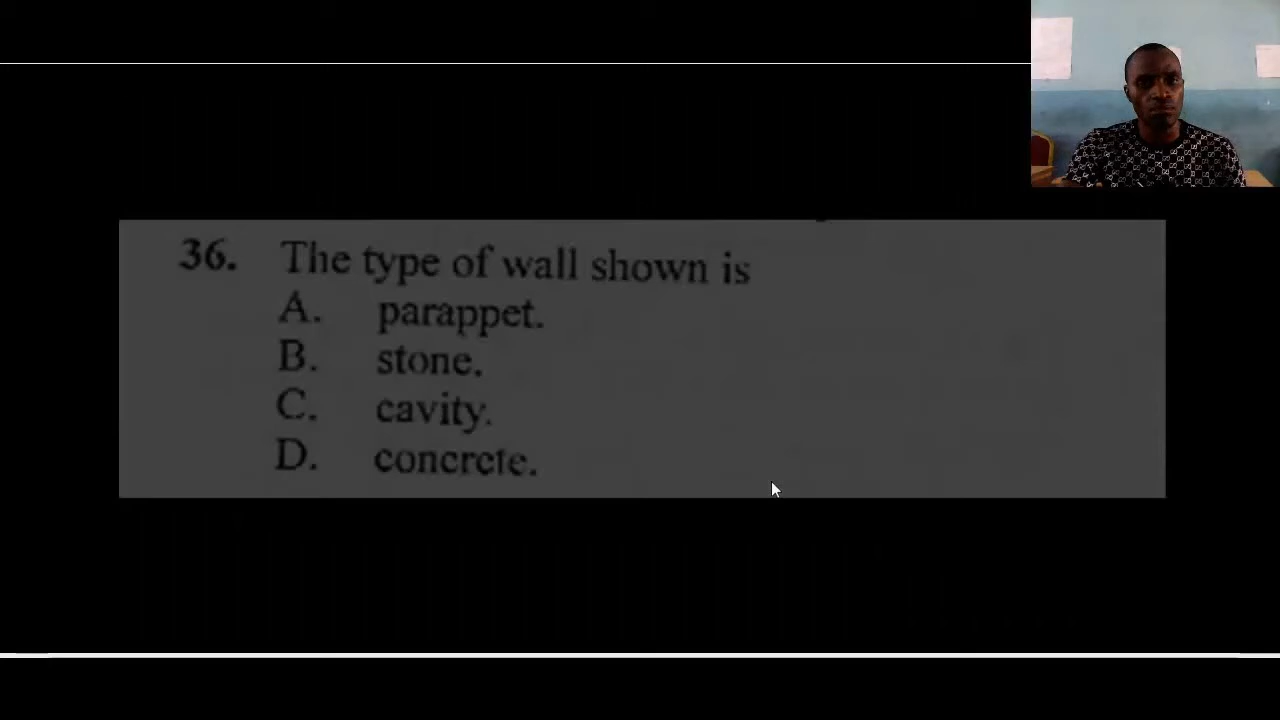 36. The type of wall shown is
A. parappet.
B. stone.
C. cavity.
D. concrete.